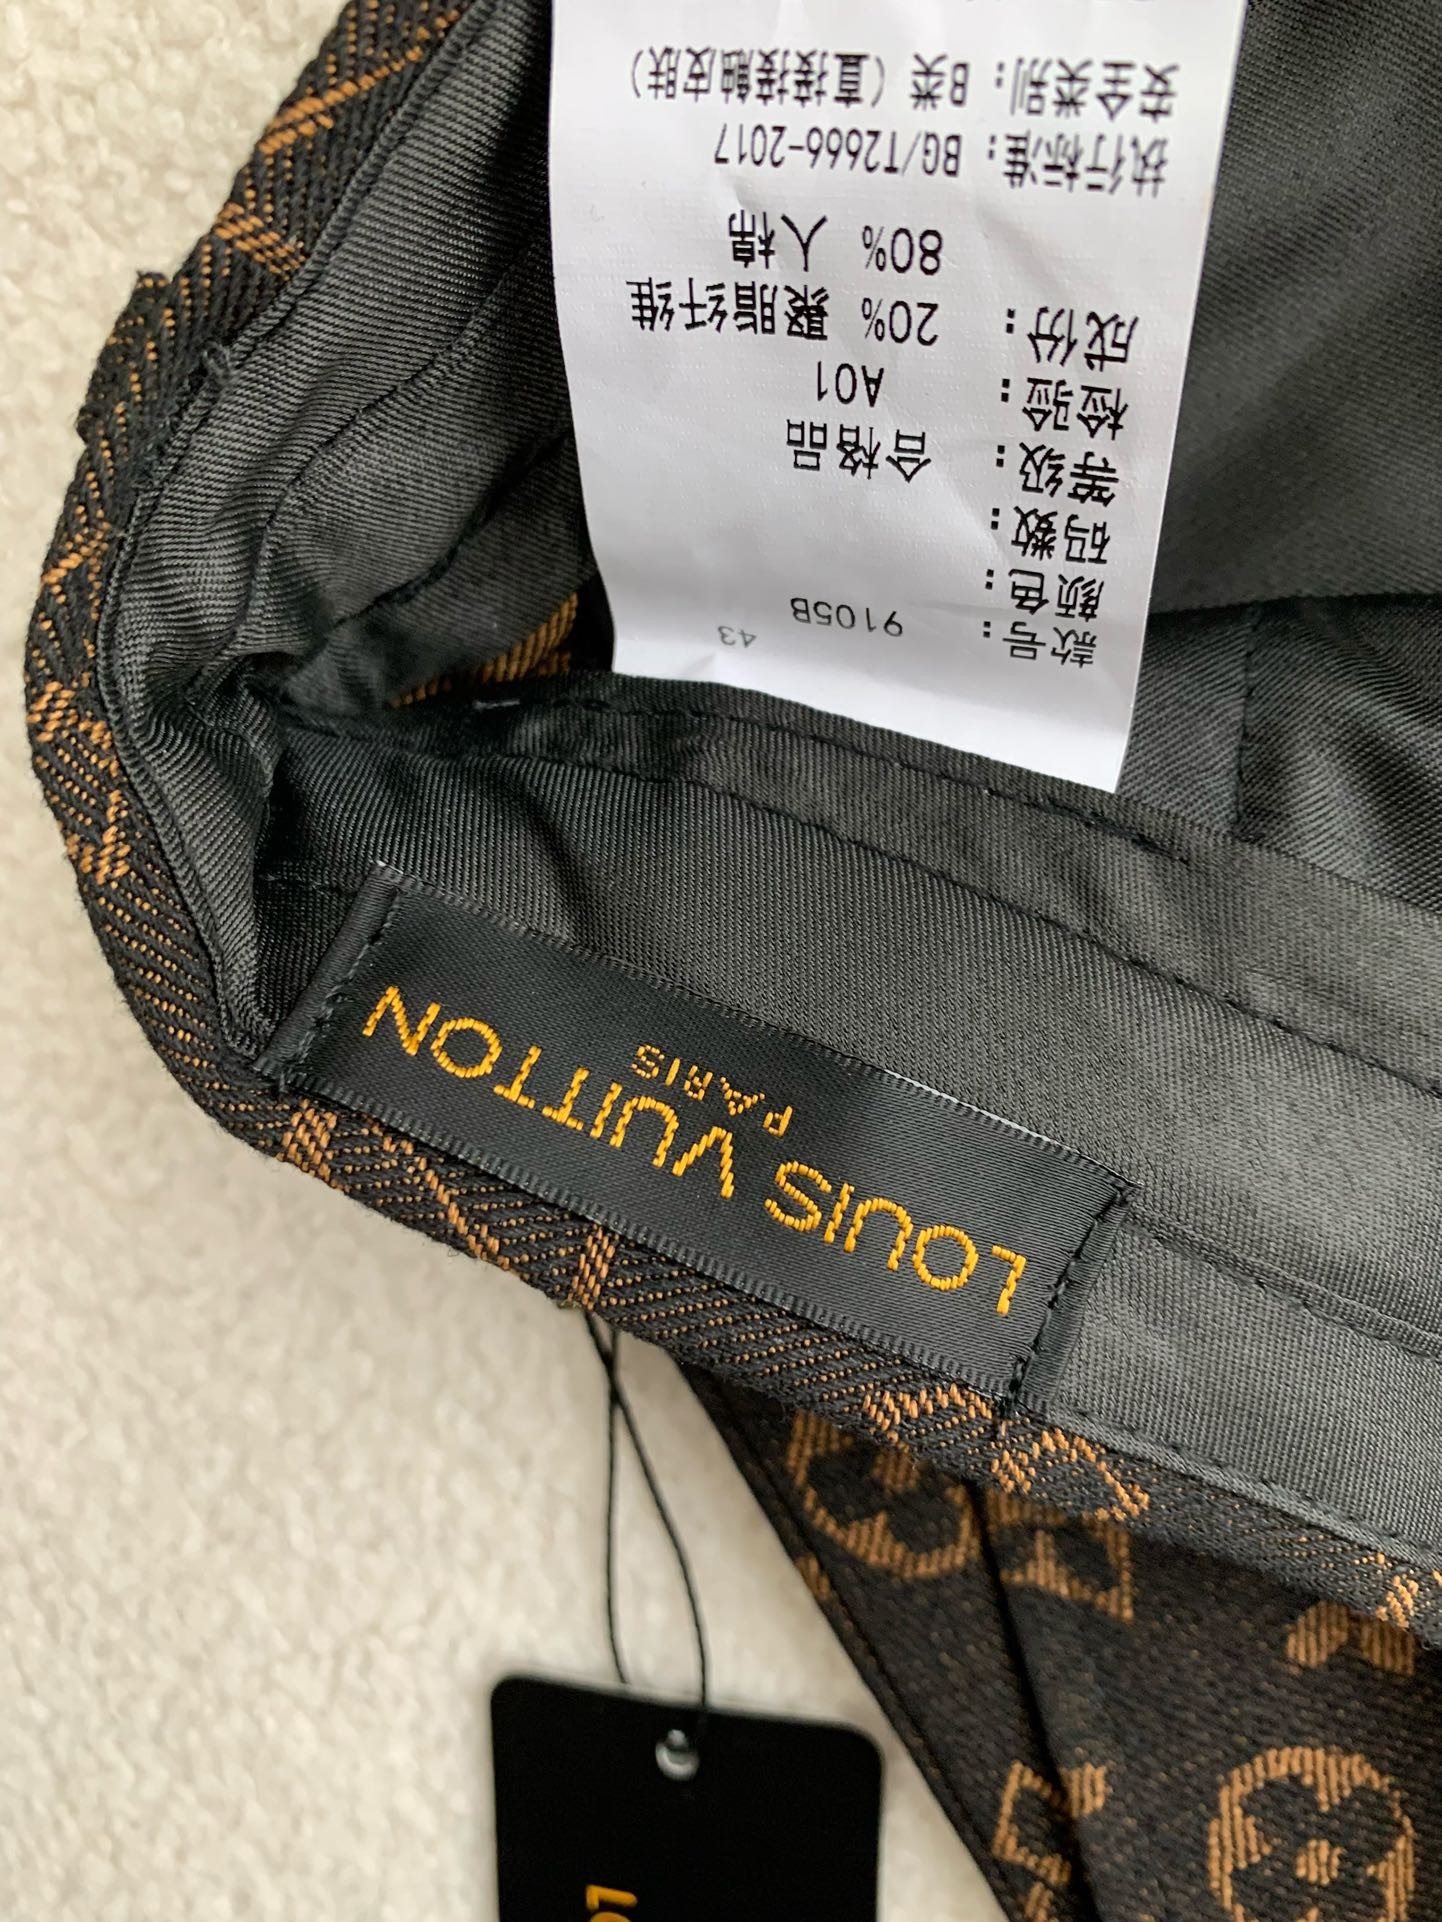 款号： 9105B 43
颜色：
码数：
等级： 合格品
检验： A01
成份： 20% 聚脂纤维
80% 人棉
执行标准：BG/T2666-2017
安全类别：B类（直接接触皮肤）
LOUIS VUITTON
PARIS
LO